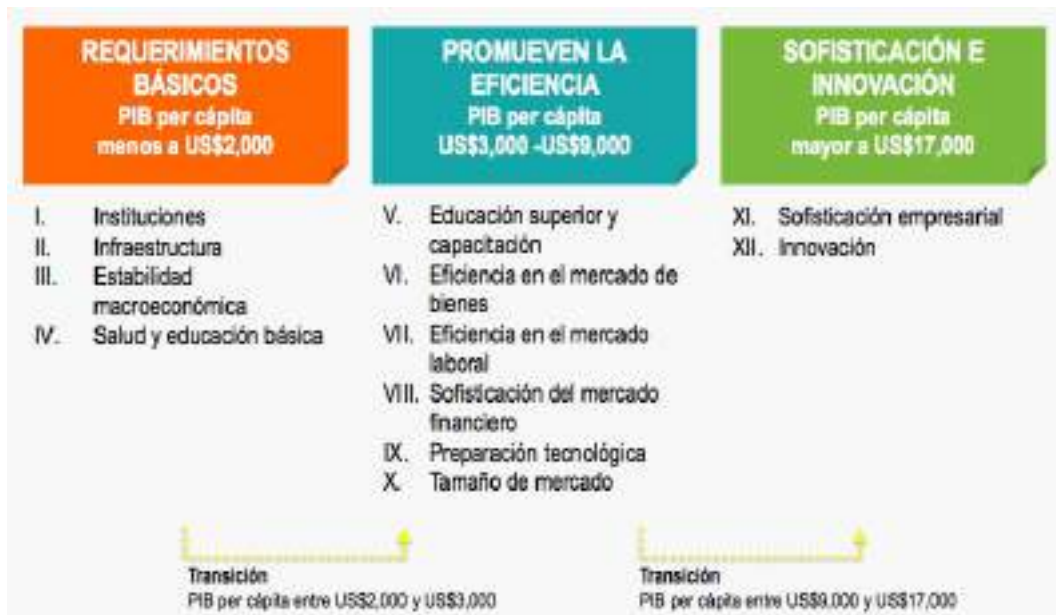 REQUERIMIENTOS
BÁSICOS
PIB per cápita
menos a US$2,000
I. Instituciones
II. Infraestructura
III. Estabilidad
macroeconómica
IV. Salud y educación básica
PROMUEVEN LA
EFICIENCIA
PIB per cápita
US$3,000 -US$9,000
V. Educación superior y
capacitación
VI. Eficiencia en el mercado de
bienes
VII. Eficiencia en el mercado
laboral
VIII. Sofisticación del mercado
financiero
IX. Preparación tecnológica
X. Tamaño de mercado
SOFISTICACIÓN E
INNOVACIÓN
PIB per cápita
mayor a US$17,000
XI. Sofisticación empresarial
XII. Innovación
Transición
PIB per cápita entre US$2,000 y US$3,000
Transición
PIB per cápita entre US$9,000 y US$17,000